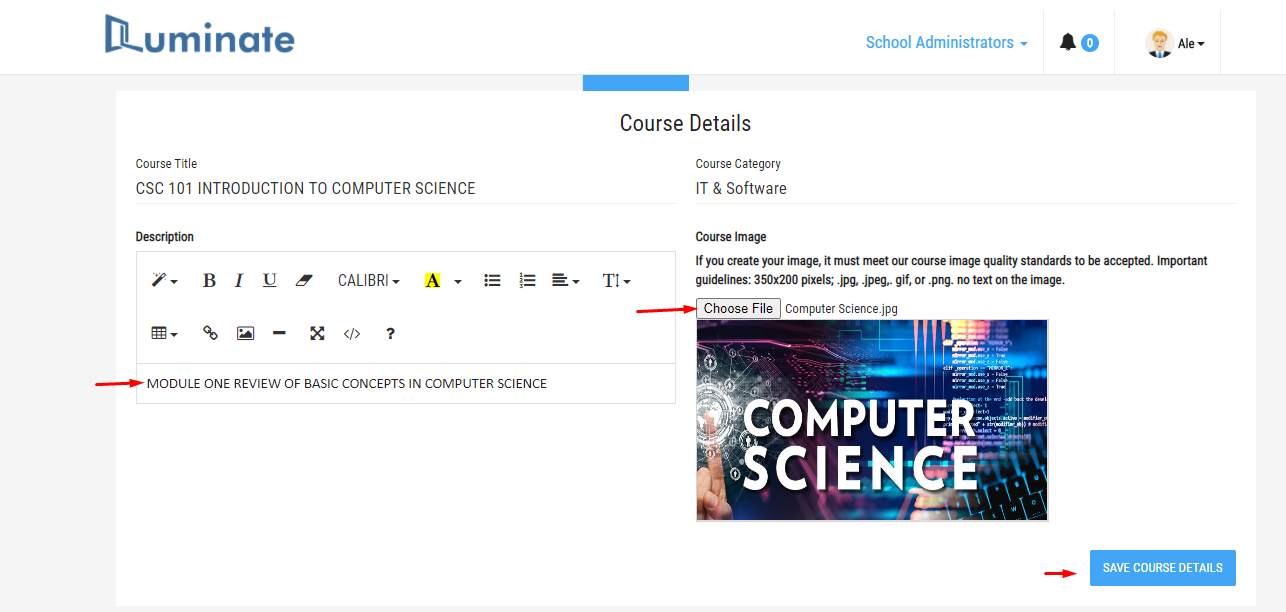 Luminate
School Administrators
0
Ale
Course Details
Course Title
CSC 101 INTRODUCTION TO COMPUTER SCIENCE
Course Category
IT & Software
Description
B I U CALIBRI A T
</> ?
MODULE ONE REVIEW OF BASIC CONCEPTS IN COMPUTER SCIENCE
Course Image
If you create your image, it must meet our course image quality standards to be accepted. Important
guidelines: 350x200 pixels; .jpg, .jpeg,. gif, or .png. no text on the image.
Choose File Computer Science.jpg
COMPUTER
SCIENCE
SAVE COURSE DETAILS